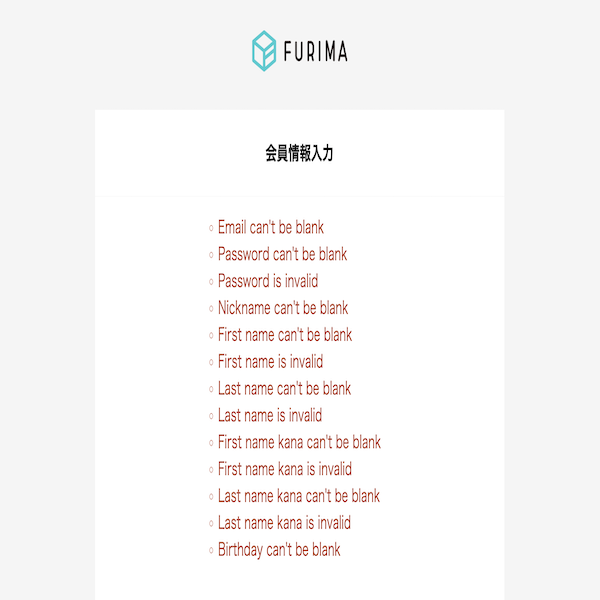 FURIMA
会員情報入力
Email can't be blank
Password can't be blank
Password is invalid
Nickname can't be blank
First name can't be blank
First name is invalid
Last name can't be blank
Last name is invalid
First name kana can't be blank
First name kana is invalid
Last name kana can't be blank
Last name kana is invalid
Birthday can't be blank